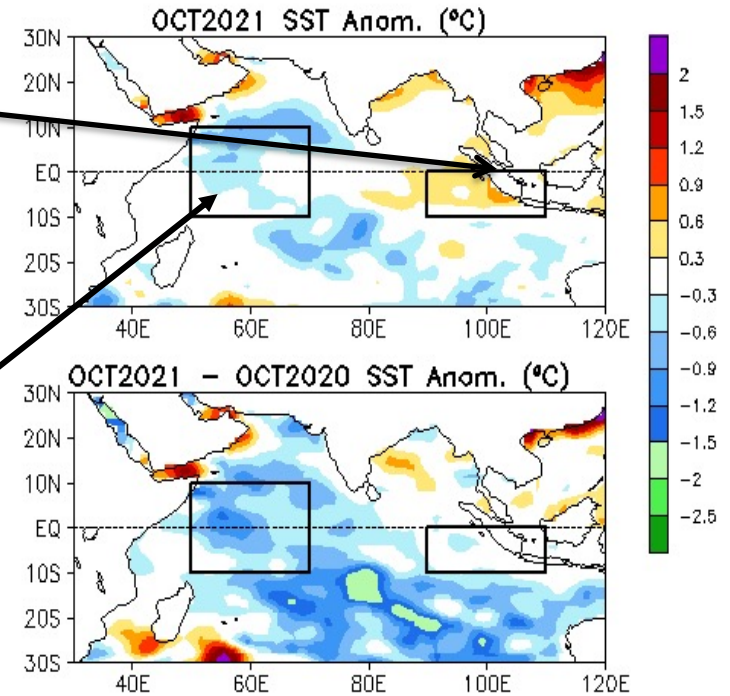 OCT2021 SST Anom. (ºC)
30N
20N
10N
EQ
10S
20S
30S
40E 60E 80E 100E 120E
OCT2021 – OCT2020 SST Anom. (ºC)
30N
20N
10N
EQ
10S
20S
30S
40E 60E 80E 100E 120E
2
1.5
1.2
0.9
0.6
0.3
-0.3
-0.6
-0.9
-1.2
-1.5
-2
-2.5